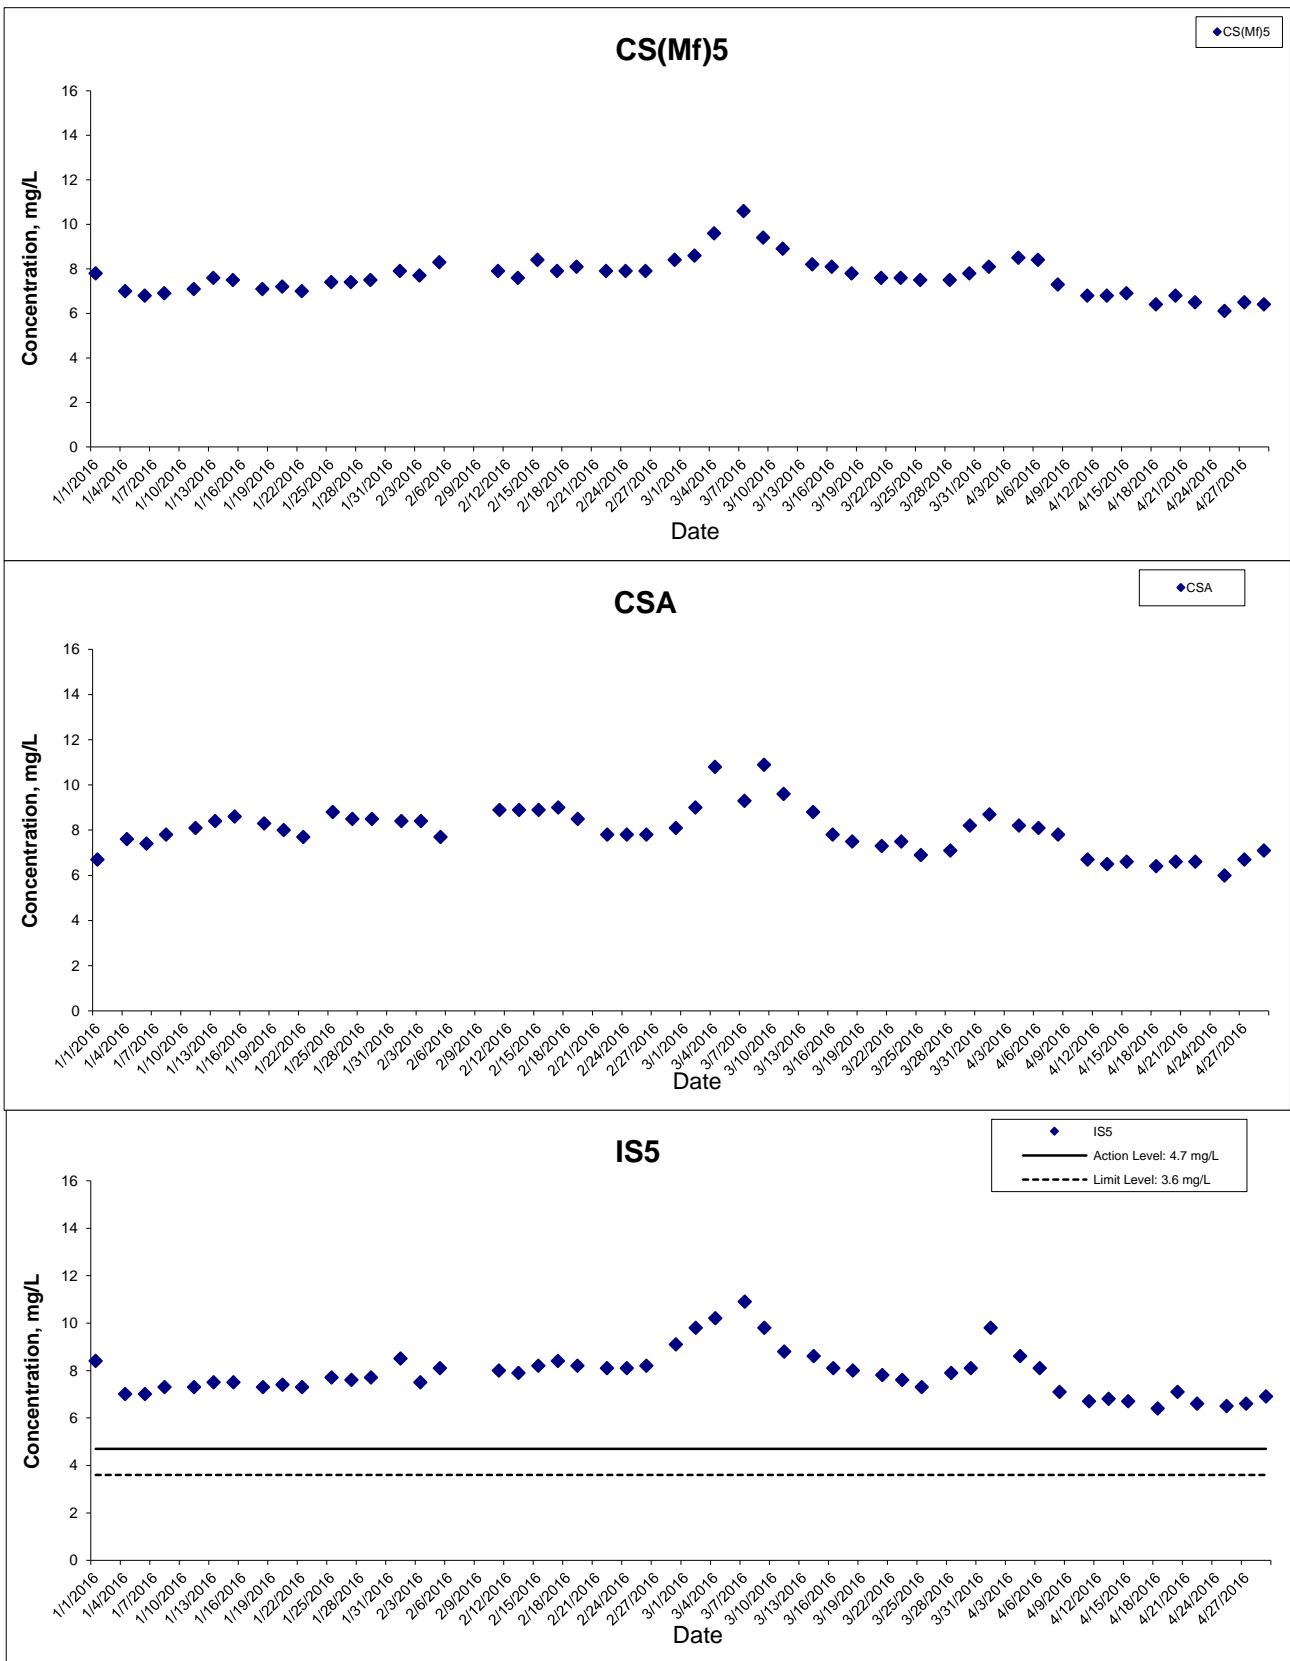 CS(Mf)5
CS(Mf)5
16
14
12
10
8
6
4
2
0
Concentration, mg/L
1/1/2016 1/4/2016 1/7/2016 1/10/2016 1/13/2016 1/16/2016 1/19/2016 1/22/2016 1/25/2016 1/28/2016 1/31/2016 2/3/2016 2/6/2016 2/9/2016 2/12/2016 2/15/2016 2/18/2016 2/21/2016 2/24/2016 2/27/2016 3/1/2016 3/4/2016 3/7/2016 3/10/2016 3/13/2016 3/16/2016 3/19/2016 3/22/2016 3/25/2016 3/28/2016 3/31/2016 4/3/2016 4/6/2016 4/9/2016 4/12/2016 4/15/2016 4/18/2016 4/21/2016 4/24/2016 4/27/2016
Date
CSA
CSA
16
14
12
10
8
6
4
2
0
Concentration, mg/L
1/1/2016 1/4/2016 1/7/2016 1/10/2016 1/13/2016 1/16/2016 1/19/2016 1/22/2016 1/25/2016 1/28/2016 1/31/2016 2/3/2016 2/6/2016 2/9/2016 2/12/2016 2/15/2016 2/18/2016 2/21/2016 2/24/2016 2/27/2016 3/1/2016 3/4/2016 3/7/2016 3/10/2016 3/13/2016 3/16/2016 3/19/2016 3/22/2016 3/25/2016 3/28/2016 3/31/2016 4/3/2016 4/6/2016 4/9/2016 4/12/2016 4/15/2016 4/18/2016 4/21/2016 4/24/2016 4/27/2016
Date
IS5
IS5
Action Level: 4.7 mg/L
Limit Level: 3.6 mg/L
16
14
12
10
8
6
4
2
0
Concentration, mg/L
1/1/2016 1/4/2016 1/7/2016 1/10/2016 1/13/2016 1/16/2016 1/19/2016 1/22/2016 1/25/2016 1/28/2016 1/31/2016 2/3/2016 2/6/2016 2/9/2016 2/12/2016 2/15/2016 2/18/2016 2/21/2016 2/24/2016 2/27/2016 3/1/2016 3/4/2016 3/7/2016 3/10/2016 3/13/2016 3/16/2016 3/19/2016 3/22/2016 3/25/2016 3/28/2016 3/31/2016 4/3/2016 4/6/2016 4/9/2016 4/12/2016 4/15/2016 4/18/2016 4/21/2016 4/24/2016 4/27/2016
Date